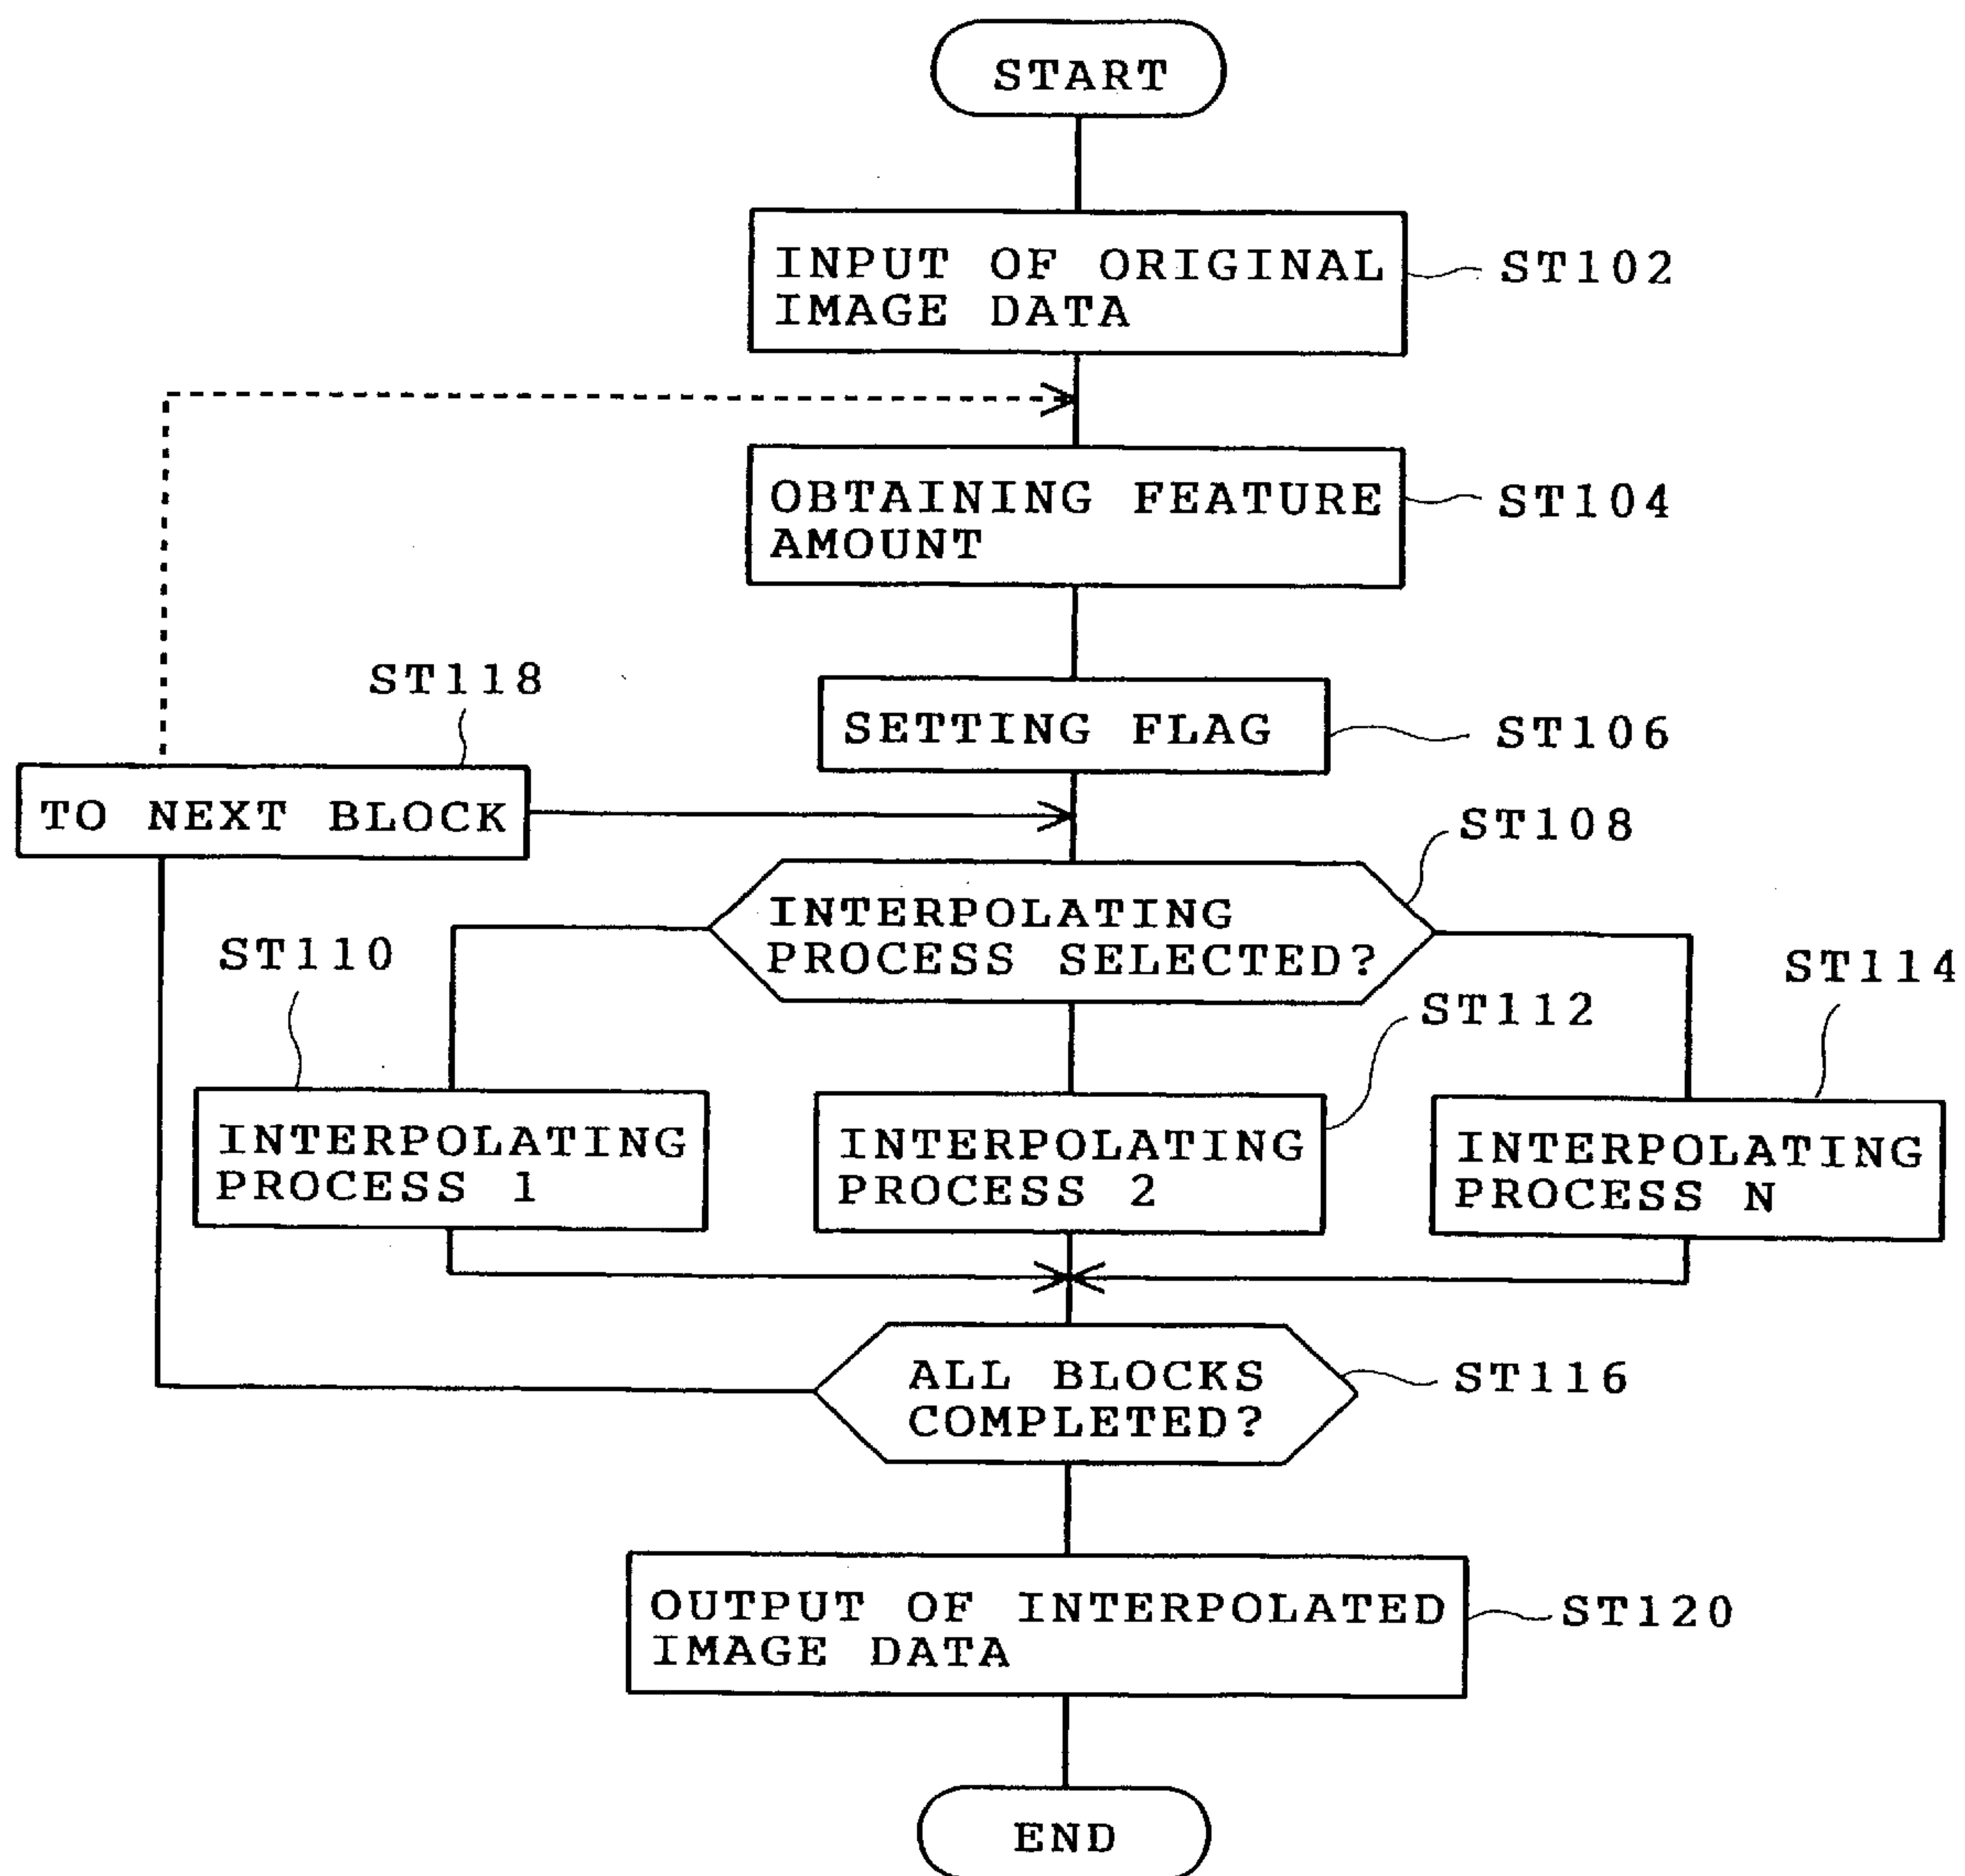 START
INPUT OF ORIGINAL
IMAGE DATA
ST102
OBTAINING FEATURE
AMOUNT
ST104
ST118
SETTING FLAG
ST106
TO NEXT BLOCK
ST108
INTERPOLATING
PROCESS SELECTED?
ST110
ST114
ST112
INTERPOLATING
PROCESS 1
INTERPOLATING
PROCESS 2
INTERPOLATING
PROCESS N
ALL BLOCKS
COMPLETED?
ST116
OUTPUT OF INTERPOLATED
IMAGE DATA
ST120
END